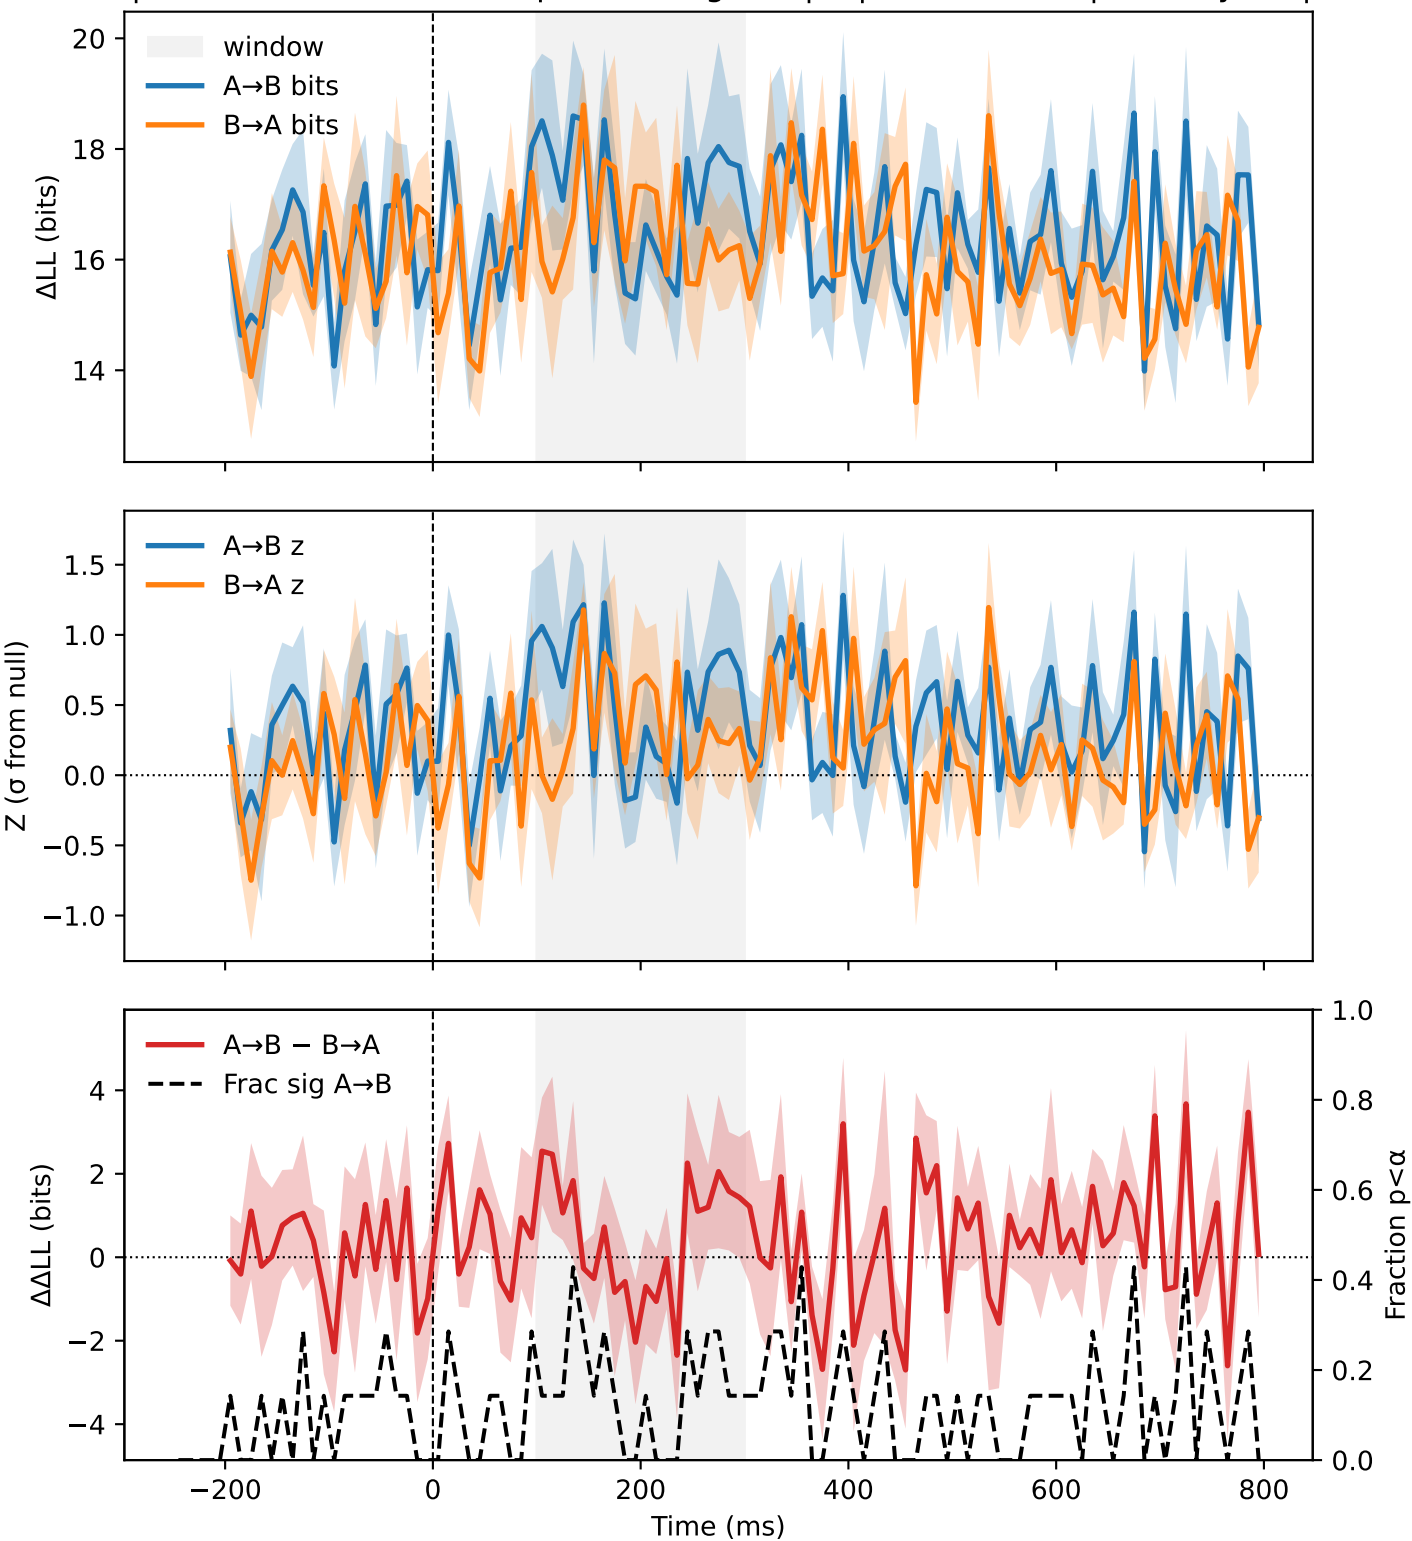 20
18
16
14
ΔLL (bits)
window
A→B bits
B→A bits
1.5
1.0
0.5
0.0
−0.5
−1.0
Z (σ from null)
A→B z
B→A z
4
2
0
−2
−4
ΔΔLL (bits)
A→B − B→A
Frac sig A→B
1.0
0.8
0.6
0.4
0.2
0.0
Fraction p<α
−200 0 200 400 600 800
Time (ms)